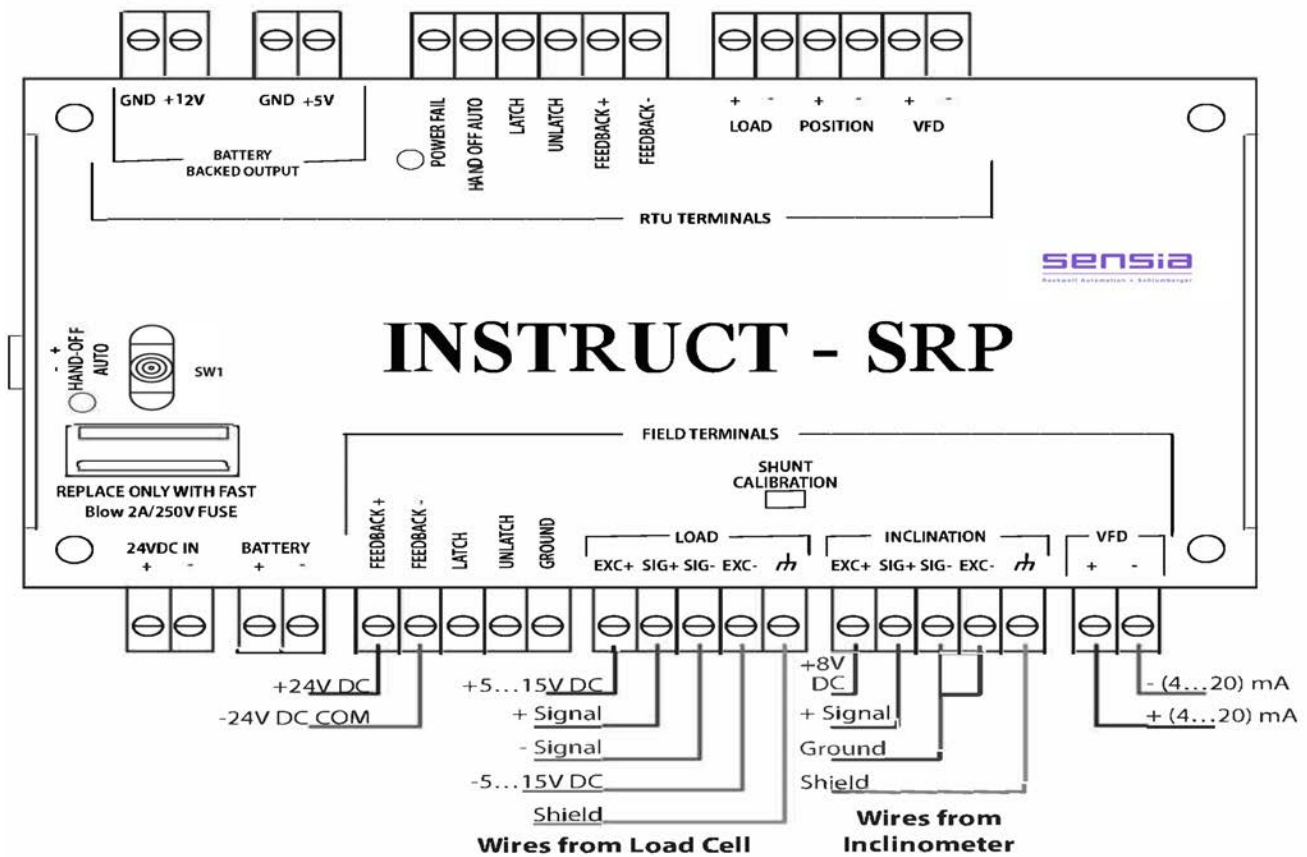 GND +12V
GND +5V
BATTERY
BACKED OUTPUT
POWER FAIL
HAND OFF AUTO
LATCH
UNLATCH
FEEDBACK+
FEEDBACK-
+ -
LOAD
+ -
POSITION
+ -
VFD
RTU TERMINALS
sensia
Rockwell Automation + Schlumberger
INSTRUCT - SRP
- +
HAND-OFF
AUTO
SW1
REPLACE ONLY WITH FAST
Blow 2A/250V FUSE
FIELD TERMINALS
SHUNT
CALIBRATION
24VDC IN
+ -
BATTERY
+ -
FEEDBACK +
FEEDBACK -
LATCH
UNLATCH
GROUND
LOAD
EXC+ SIG+ SIG- EXC-
INCLINATION
EXC+ SIG+ SIG- EXC-
VFD
+ -
+24V DC
-24V DC COM
+5...15V DC
+ Signal
- Signal
-5...15V DC
Shield
Wires from Load Cell
+8V
DC
+ Signal
Ground
Shield
Wires from
Inclinometer
- (4...20) mA
+ (4...20) mA